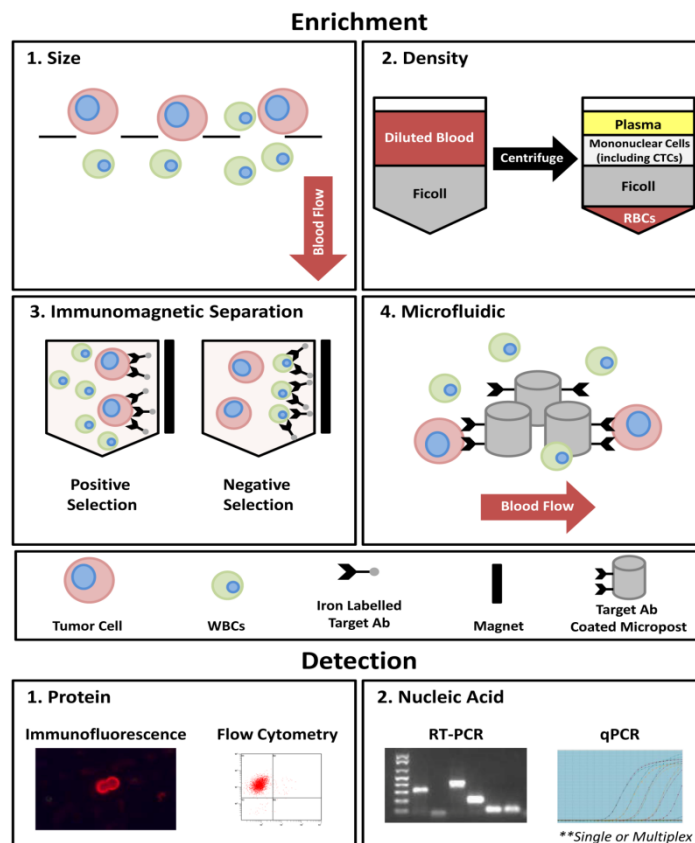 Enrichment
1. Size
Blood Flow
2. Density
Diluted Blood
Ficoll
Centrifuge
Plasma
Mononuclear Cells
(including CTCs)
Ficoll
RBCs
3. Immunomagnetic Separation
Positive
Selection
Negative
Selection
4. Microfluidic
Blood Flow
Tumor Cell
WBCs
Iron Labelled
Target Ab
Magnet
Target Ab
Coated Micropost
Detection
1. Protein
Immunofluorescence
Flow Cytometry
2. Nucleic Acid
RT-PCR
qPCR
**Single or Multiplex